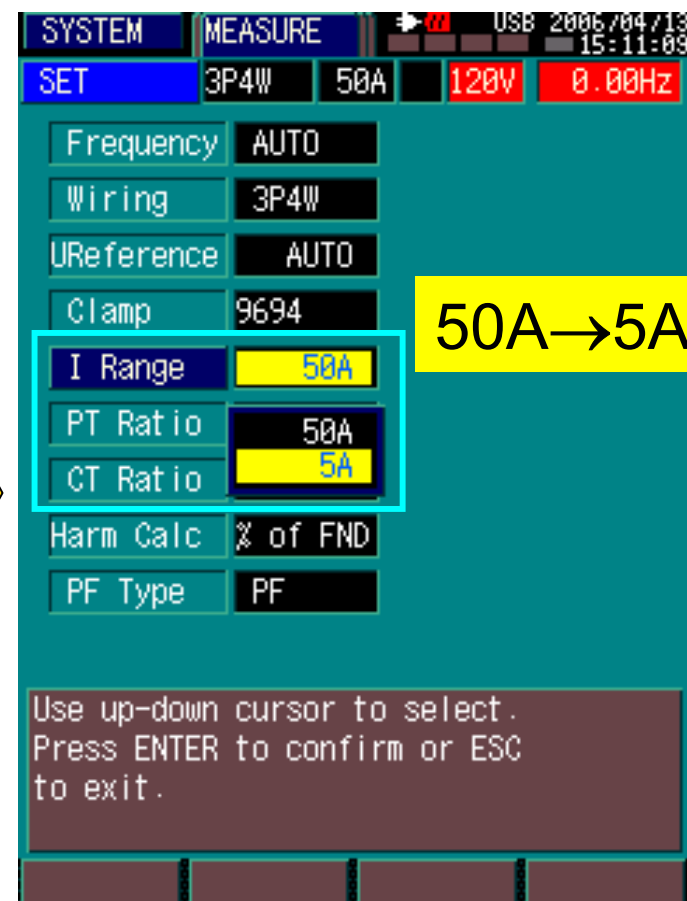 SYSTEM MEASURE USB 2006/04/13
15:11:09
SET 3P4W 50A 120V 0.00Hz
Frequency AUTO
Wiring 3P4W
UReference AUTO
Clamp 9694
50A→5A
I Range 50A
PT Ratio 50A
CT Ratio 5A
Harm Calc % of FND
PF Type PF
Use up-down cursor to select.
Press ENTER to confirm or ESC
to exit.